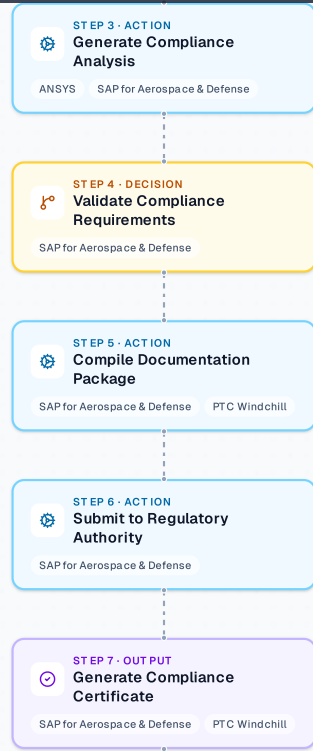 STEP 3 · ACTION
Generate Compliance
Analysis
ANSYS SAP for Aerospace & Defense
STEP 4 · DECISION
Validate Compliance
Requirements
SAP for Aerospace & Defense
STEP 5 · ACTION
Compile Documentation
Package
SAP for Aerospace & Defense PTC Windchill
STEP 6 · ACTION
Submit to Regulatory
Authority
SAP for Aerospace & Defense
STEP 7 · OUTPUT
Generate Compliance
Certificate
SAP for Aerospace & Defense PTC Windchill